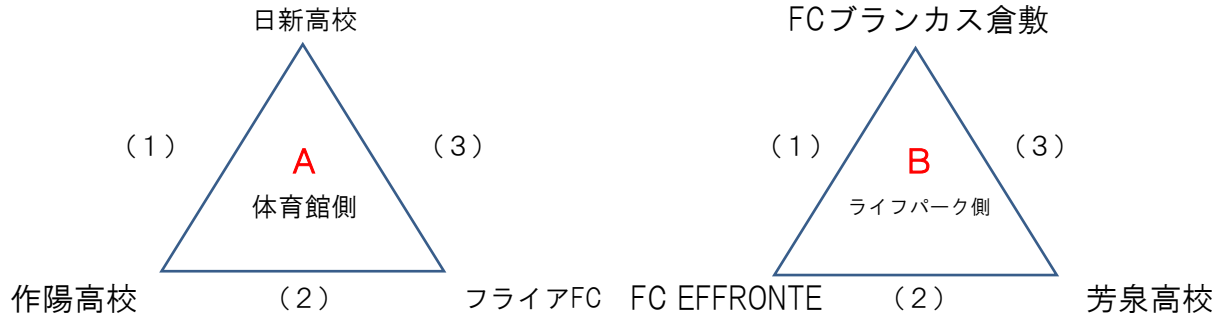 日新高校
FCブランカス倉敷
（１）
A
（３）
（１）
B
（３）
体育館側
ライフパーク側
作陽高校
（２）
フライアFC
FC EFFRONTE
（２）
芳泉高校